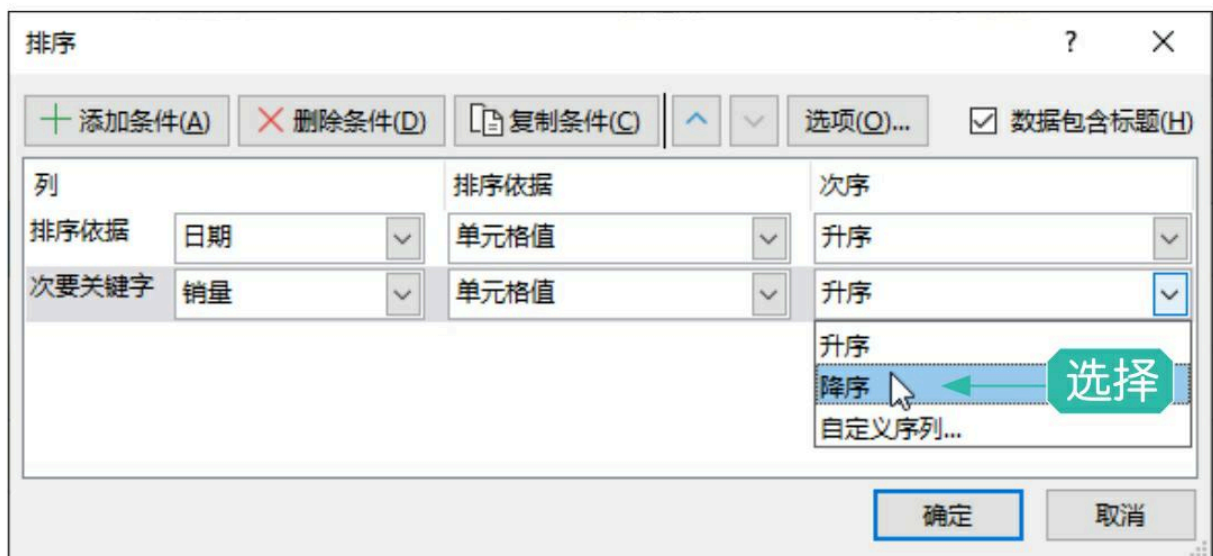 排序 ?
添加条件(A) 删除条件(D) 复制条件(C) 选项(O)... 数据包含标题(H)
列 排序依据 次序
排序依据 日期 单元格值 升序
次要关键字 销量 单元格值 升序
升序
降序 选择
自定义序列...
确定 取消